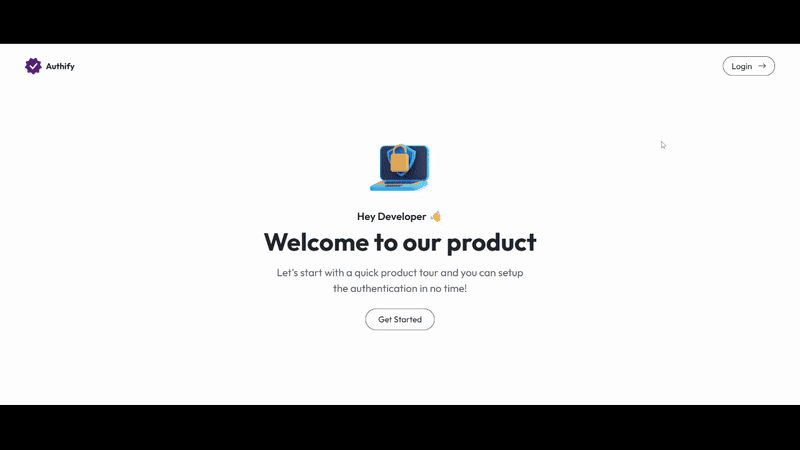 Authify
Login →
Hey Developer 👋
Welcome to our product
Let's start with a quick product tour and you can setup
the authentication in no time!
Get Started